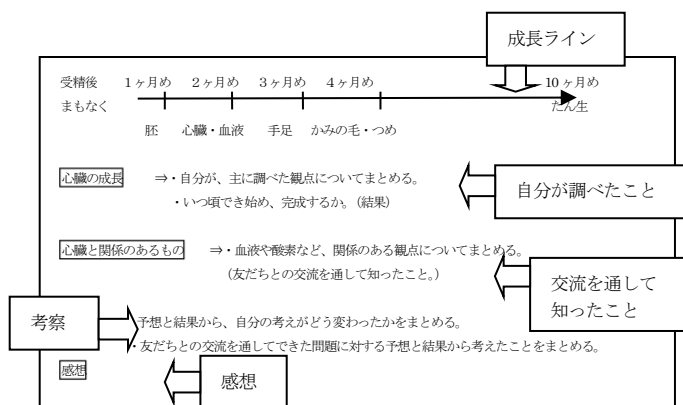 成長ライン
受精後 1ヶ月め 2ヶ月め 3ヶ月め 4ヶ月め 10ヶ月め
まもなく たん生
胚 心臓・血液 手足 かみの毛・つめ
心臓の成長 ⇒・自分が、主に調べた観点についてまとめる。
・いつ頃でき始め、完成するか。(結果)
自分が調べたこと
心臓と関係のあるもの ⇒・血液や酸素など、関係のある観点についてまとめる。
(友だちとの交流を通して知ったこと。)
交流を通して
知ったこと
考察
予想と結果から、自分の考えがどう変わったかをまとめる。
・友だちとの交流を通してできた問題に対する予想と結果から考えたことをまとめる。
感想
感想